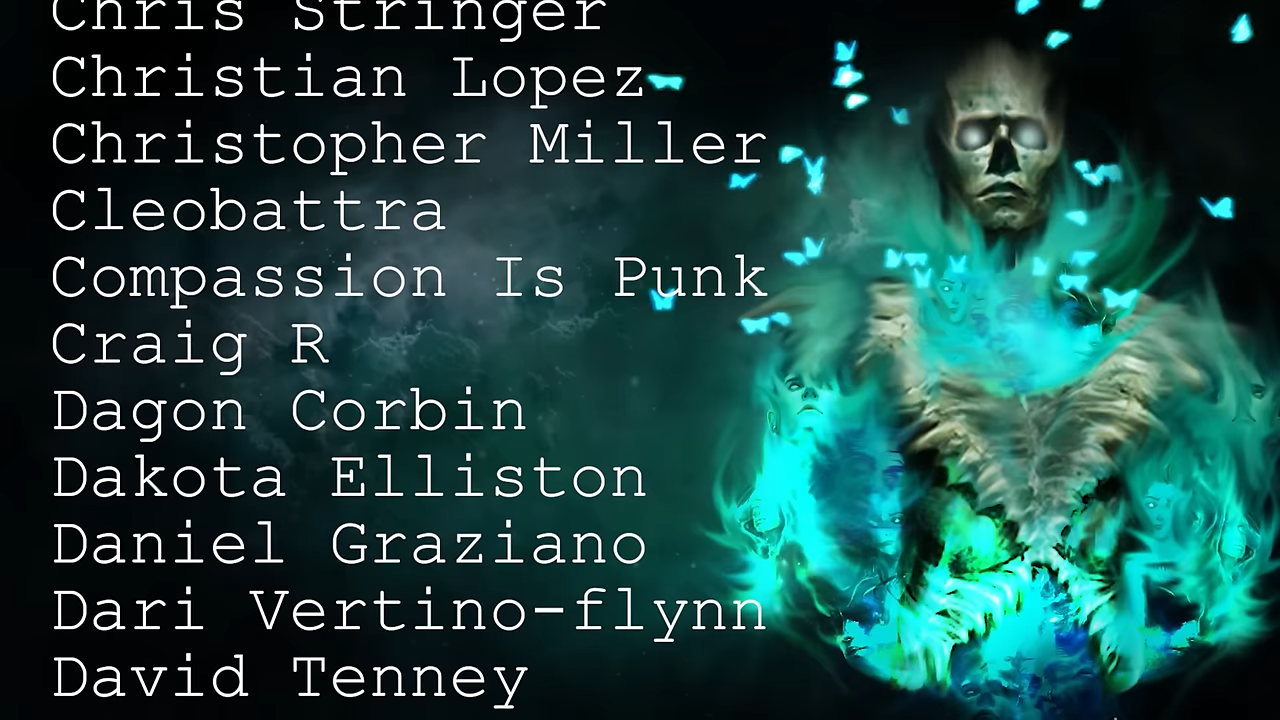 Chris Stringer
Christian Lopez
Christopher Miller
Cleobattra
Compassion Is Punk
Craig R
Dagon Corbin
Dakota Elliston
Daniel Graziano
Dari Vertino-flynn
David Tenney